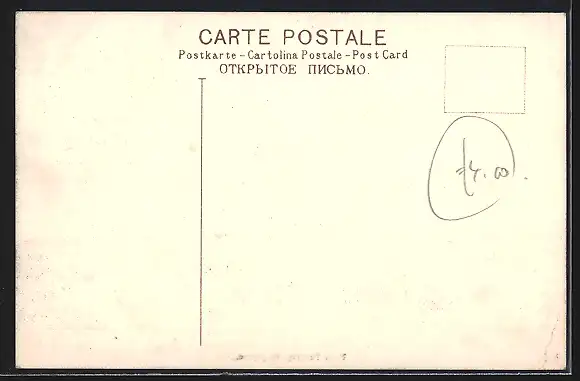 CARTE POSTALE
Postkarte – Cartolina Postale – Post Card
ОТКРЫТОЕ ПИСЬМО.